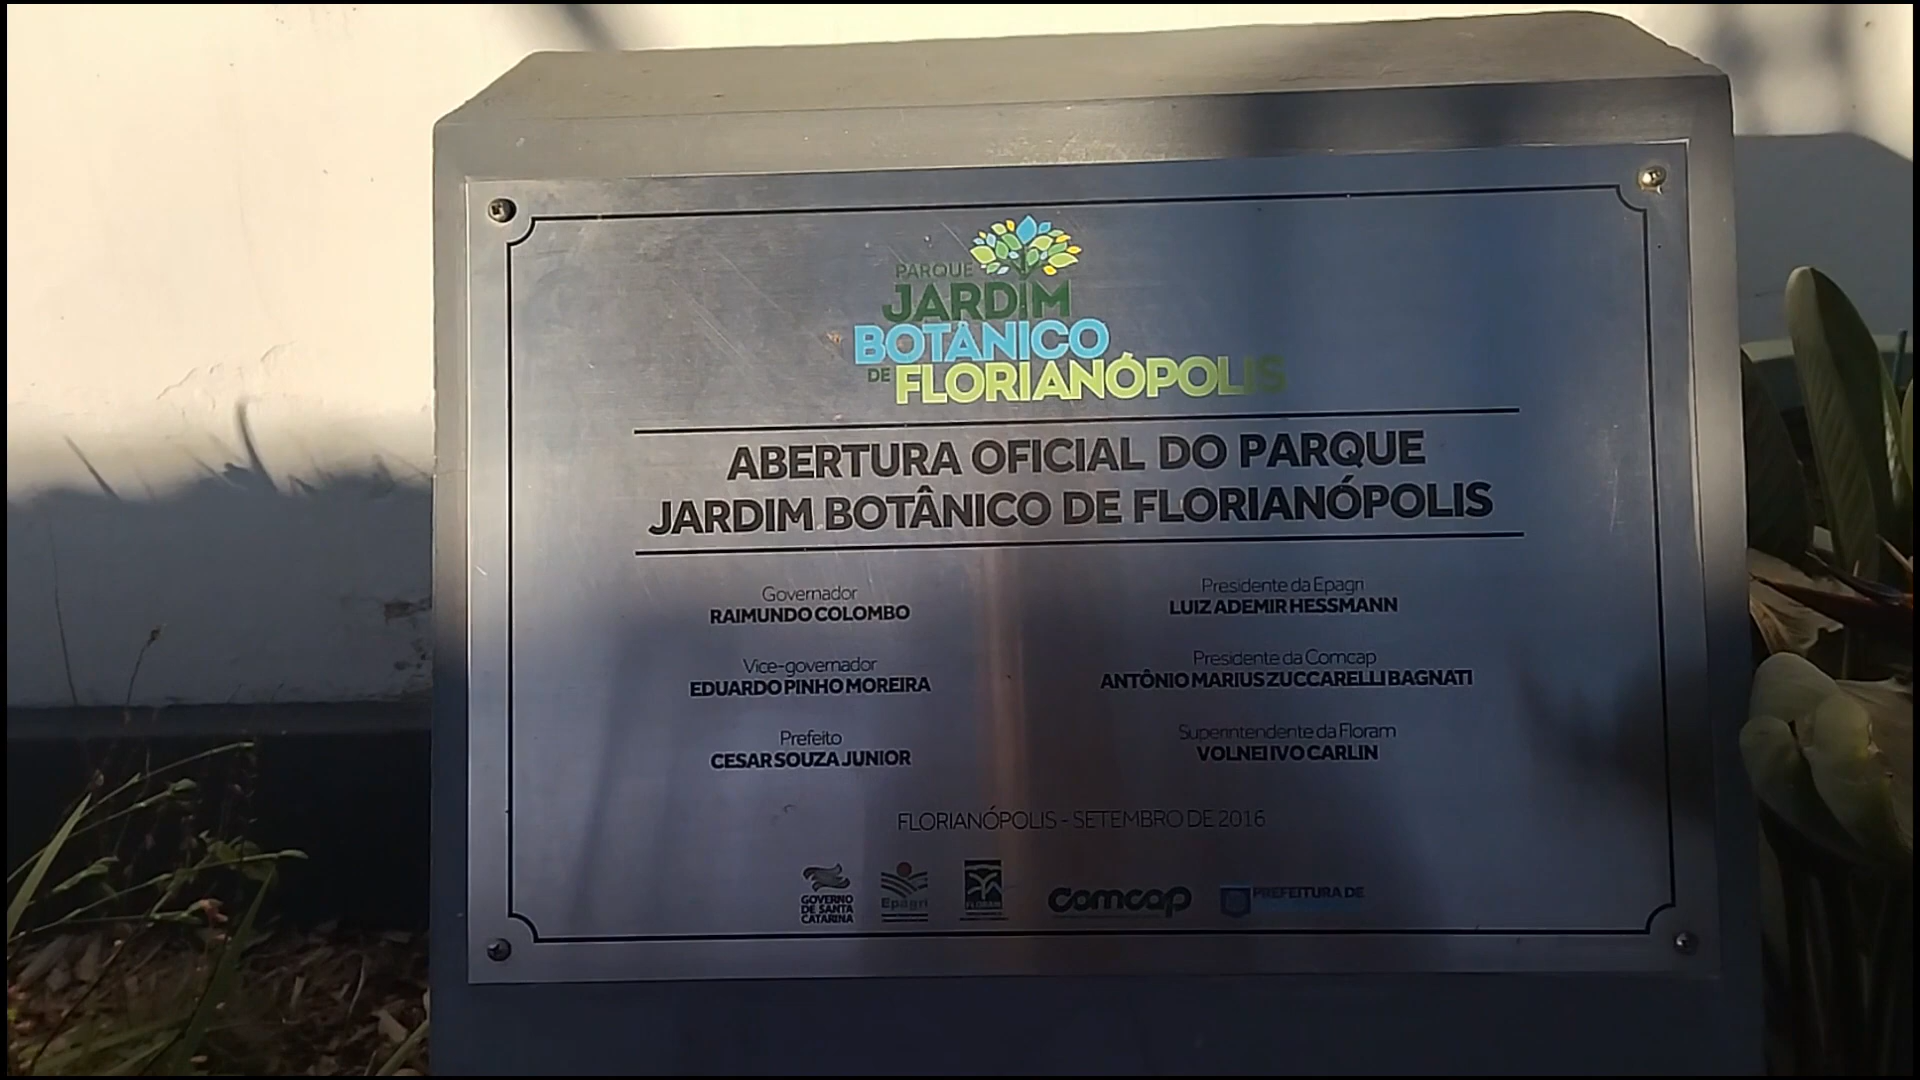 PARQUE
JARDIM
BOTÂNICO
DE FLORIANÓPOLIS
ABERTURA OFICIAL DO PARQUE
JARDIM BOTÂNICO DE FLORIANÓPOLIS
Governador
RAIMUNDO COLOMBO
Vice-governador
EDUARDO PINHO MOREIRA
Prefeito
CESAR SOUZA JUNIOR
Presidente da Epagri
LUIZ ADEMIR HESSMANN
Presidente da Comcap
ANTÔNIO MARIUS ZUCCARELLI BAGNATI
Superintendente da Floram
VOLNEI IVO CARLIN
FLORIANÓPOLIS - SETEMBRO DE 2016
GOVERNO
DE SANTA
CATARINA
Epagri
FLORAM
comcap
PREFEITURA DE